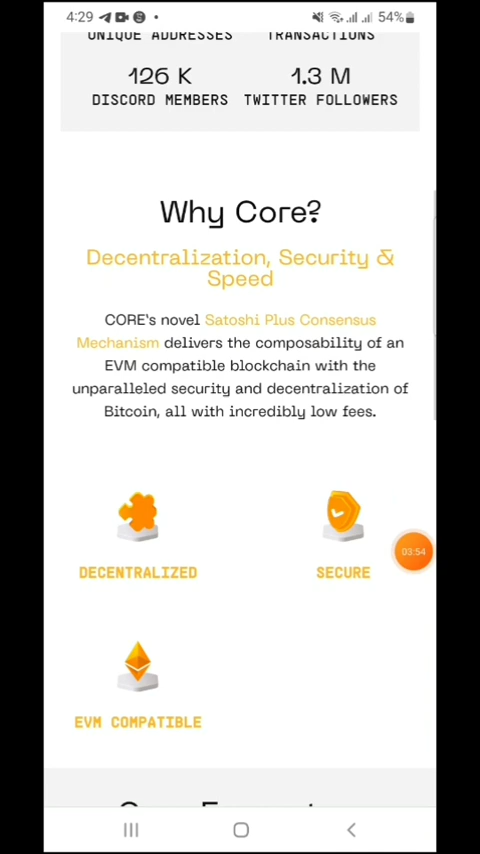 4:29
54%
UNIQUE ADDRESSES
TRANSACTIONS
126 K
1.3 M
DISCORD MEMBERS
TWITTER FOLLOWERS
Why Core?
Decentralization, Security &
Speed
CORE's novel Satoshi Plus Consensus
Mechanism delivers the composability of an
EVM compatible blockchain with the
unparalleled security and decentralization of
Bitcoin, all with incredibly low fees.
DECENTRALIZED
SECURE
03:54
EVM COMPATIBLE